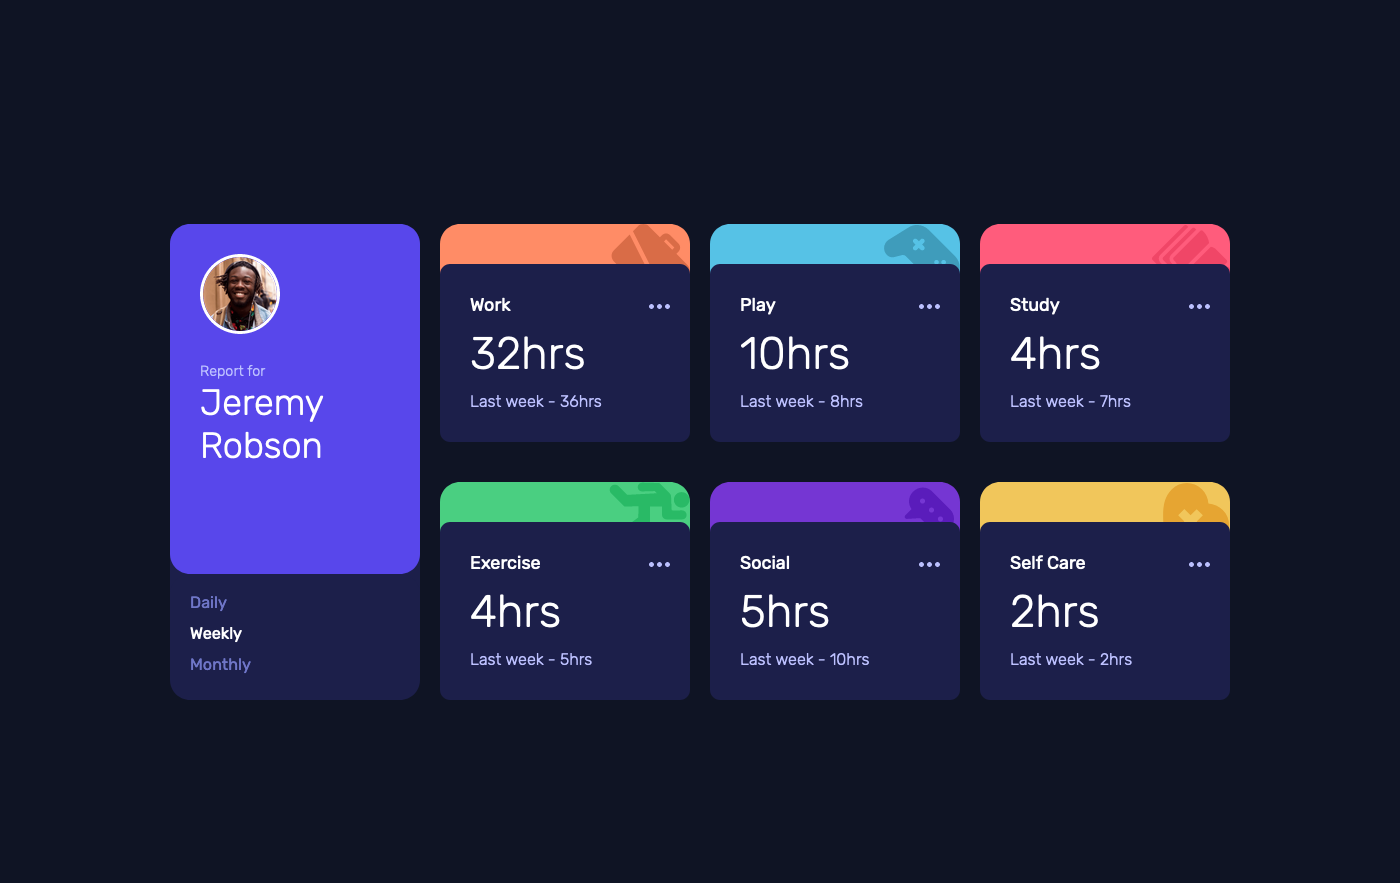 Report for
Jeremy
Robson
Daily
Weekly
Monthly
Work
32hrs
Last week - 36hrs
Play
10hrs
Last week - 8hrs
Study
4hrs
Last week - 7hrs
Exercise
4hrs
Last week - 5hrs
Social
5hrs
Last week - 10hrs
Self Care
2hrs
Last week - 2hrs